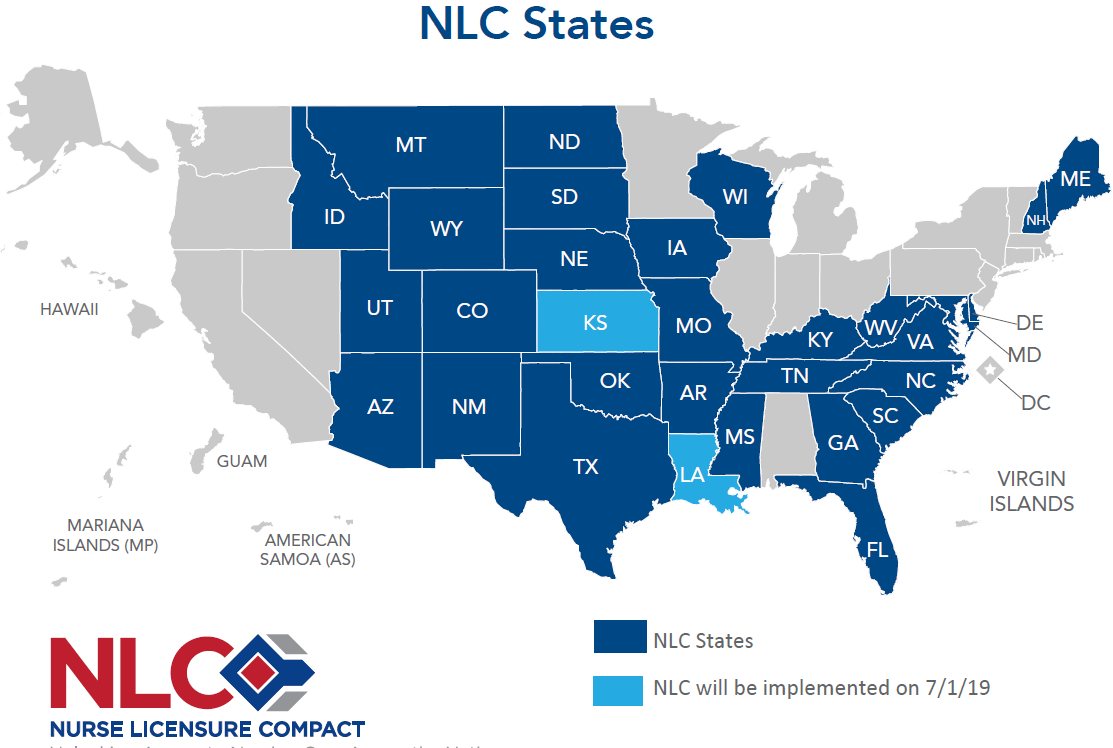 NLC States
MT
ND
ME
ID
SD
WI
NH
WY
NE
IA
UT
CO
KS
MO
HAWAII
KY
WV
VA
DE
MD
DC
AZ
NM
OK
AR
TN
NC
SC
MS
GA
TX
LA
GUAM
VIRGIN
ISLANDS
MARIANA
ISLANDS (MP)
AMERICAN
SAMOA (AS)
FL
NLC States
NLC will be implemented on 7/1/19
NLC
NURSE LICENSURE COMPACT